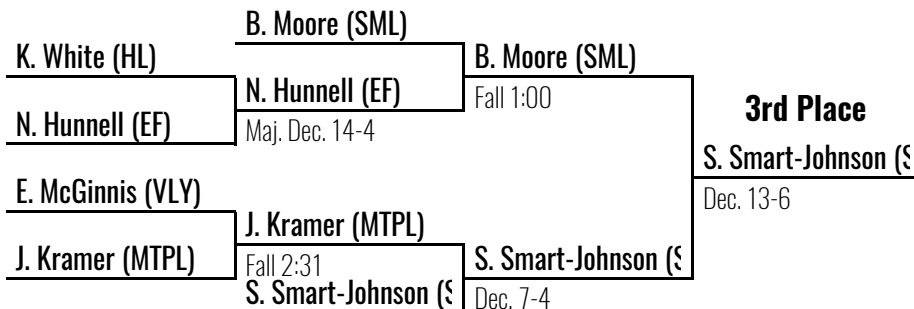 B. Moore (SML)
K. White (HL)
B. Moore (SML)
N. Hunnell (EF)
Fall 1:00
3rd Place
N. Hunnell (EF)
Maj. Dec. 14-4
S. Smart-Johnson (S
E. McGinnis (VLY)
Dec. 13-6
J. Kramer (MTPL)
J. Kramer (MTPL)
S. Smart-Johnson (S
Fall 2:31
S. Smart-Johnson (S
Dec. 7-4